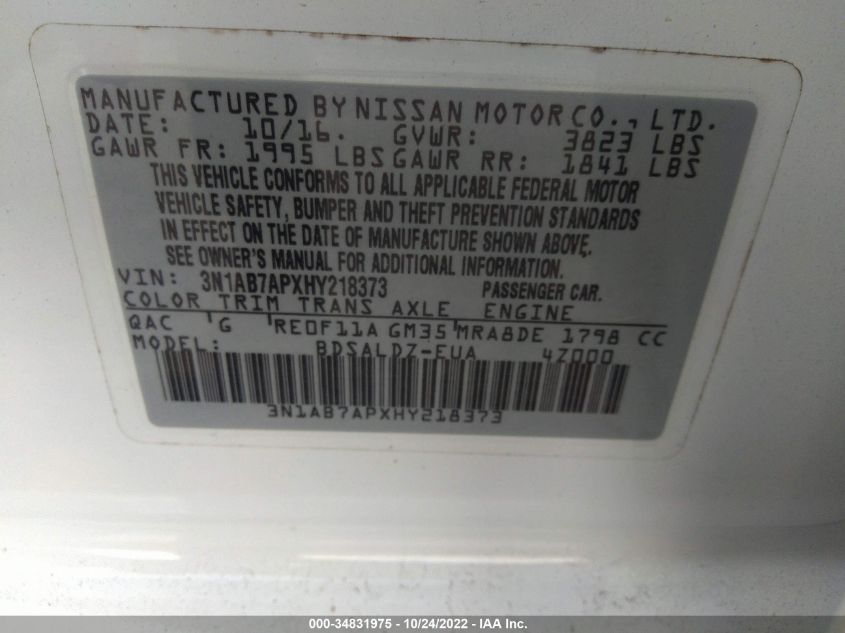 MANUFACTURED BY NISSAN MOTOR CO., LTD.
DATE: 10/16. GVWR: 3823 LBS
GAWR FR: 1995 LBS GAWR RR: 1841 LBS
THIS VEHICLE CONFORMS TO ALL APPLICABLE FEDERAL MOTOR
VEHICLE SAFETY, BUMPER AND THEFT PREVENTION STANDARDS
IN EFFECT ON THE DATE OF MANUFACTURE SHOWN ABOVE.
SEE OWNER'S MANUAL FOR ADDITIONAL INFORMATION.
VIN: 3N1AB7APXHY218373 PASSENGER CAR.
COLOR TRIM TRANS AXLE ENGINE
QAC G RE0F11A GM35 MRA8DE 1798 CC
MODEL: BDSALDZ-EUA 4Z000
3N1AB7APXHY218373
000-34831975 - 10/24/2022 - IAA, Inc.